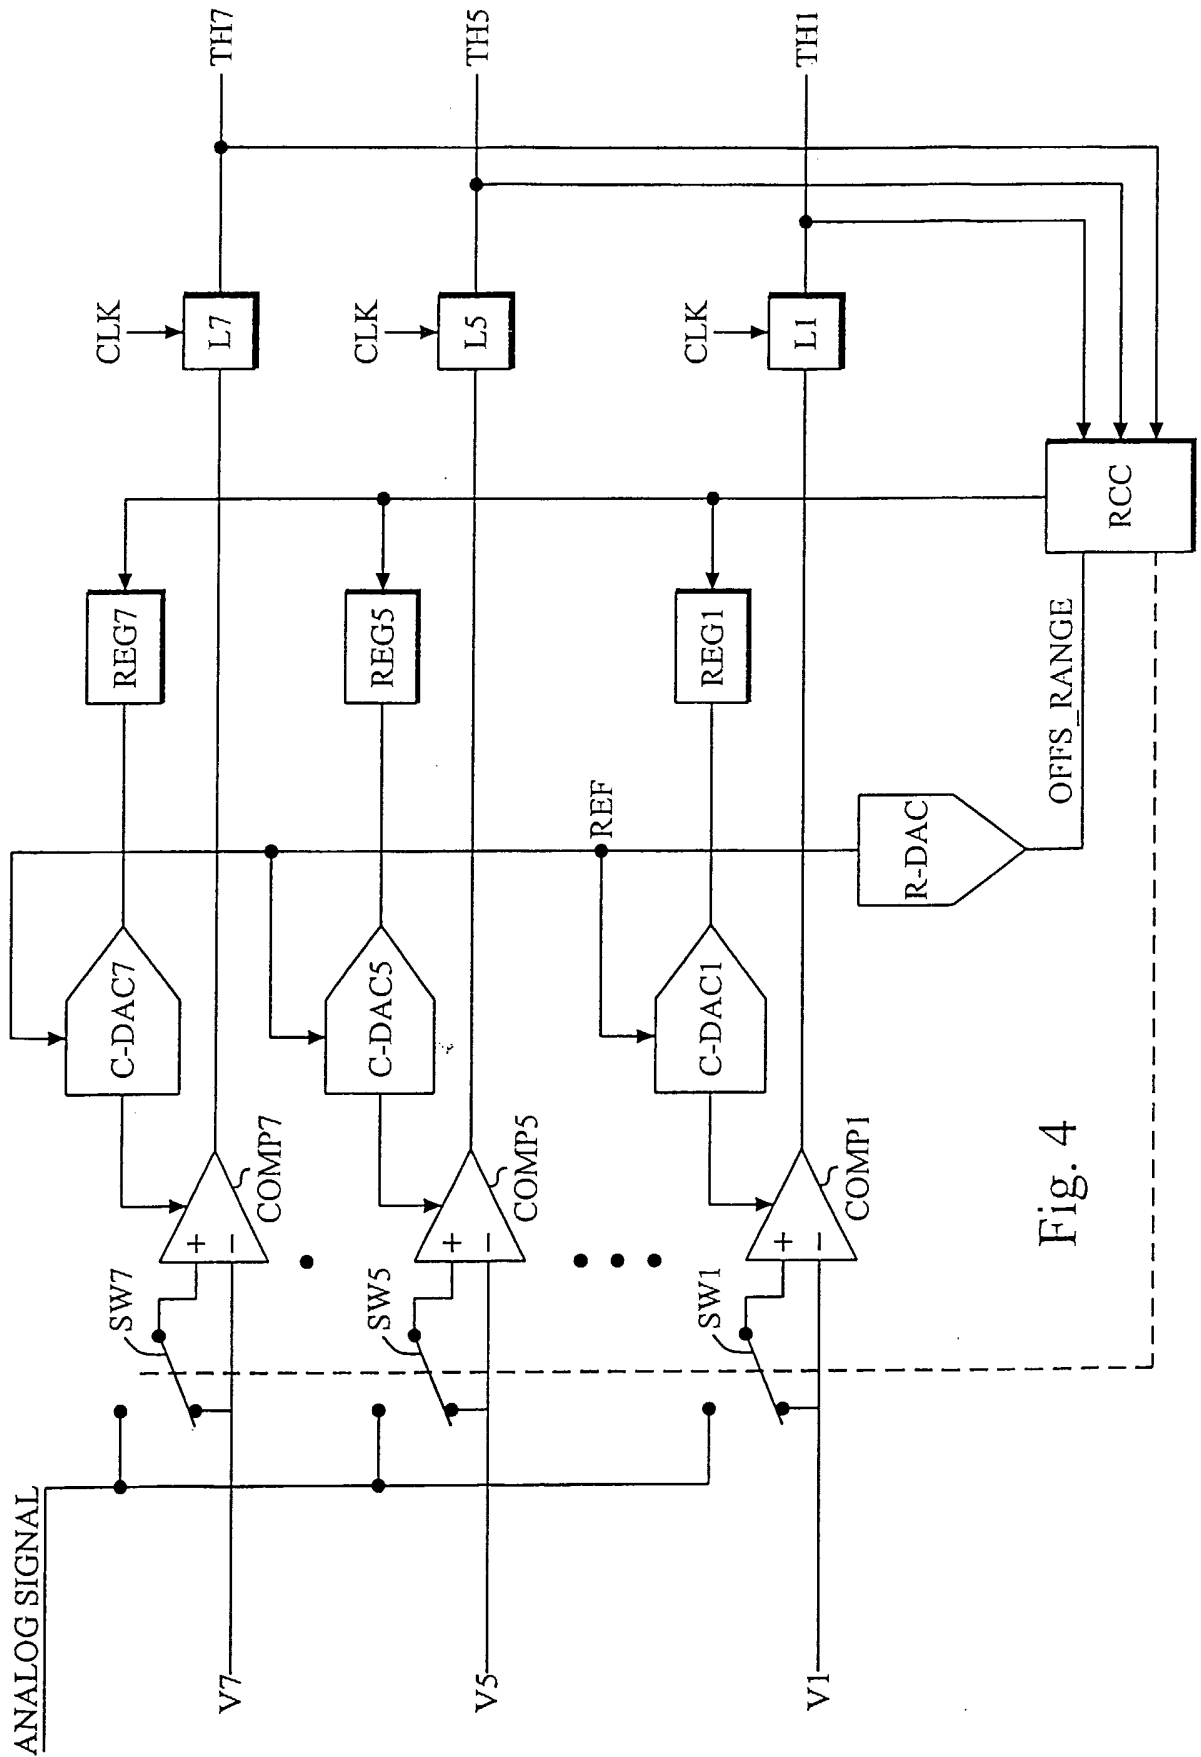 ANALOG SIGNAL
V7
V5
V1
SW7
SW5
SW1
+
−
+
−
+
−
COMP7
COMP5
COMP1
C-DAC7
C-DAC5
C-DAC1
REF
R-DAC
OFFS_RANGE
REG7
REG5
REG1
RCC
CLK
CLK
CLK
L7
L5
L1
TH7
TH5
TH1
Fig. 4